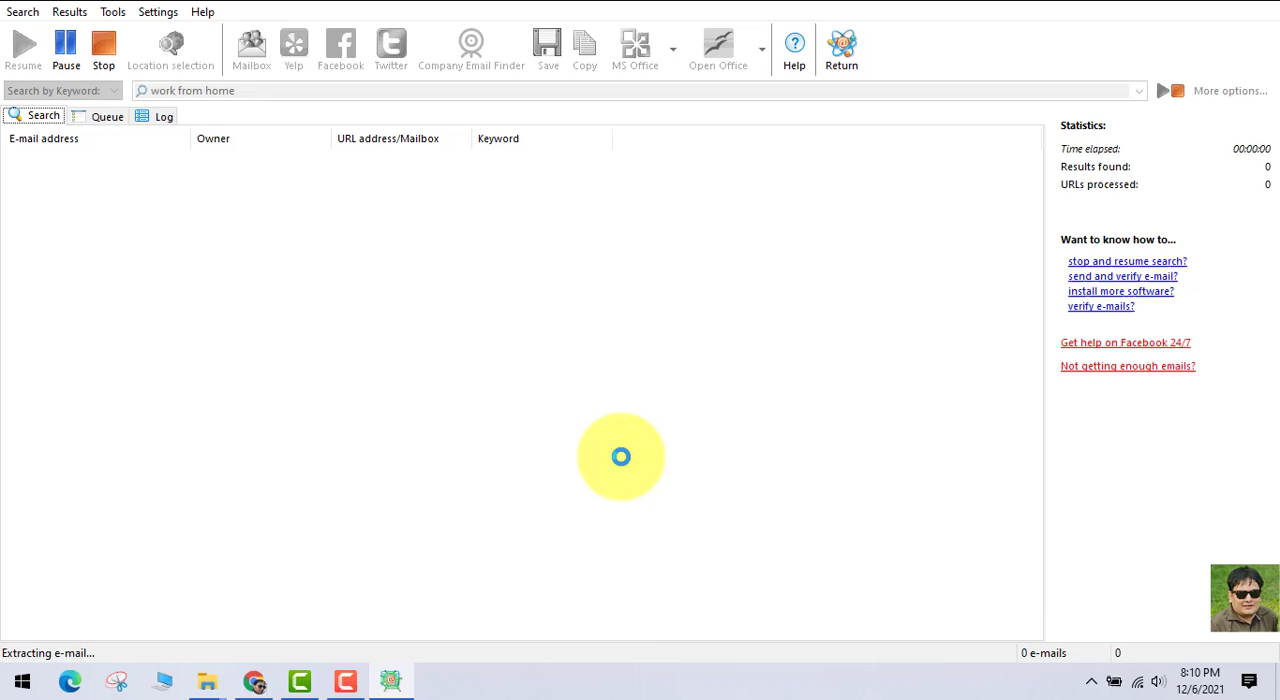 Search Results Tools Settings Help
Resume Pause Stop Location selection Mailbox Yelp Facebook Twitter Company Email Finder Save Copy MS Office Open Office Help Return
Search by Keyword: work from home More options...
Search Queue Log
E-mail address Owner URL address/Mailbox Keyword
Statistics:
Time elapsed: 00:00:00
Results found: 0
URLs processed: 0
Want to know how to...
stop and resume search?
send and verify e-mail?
install more software?
verify e-mails?
Get help on Facebook 24/7
Not getting enough emails?
Extracting e-mail... 0 e-mails 0
8:10 PM
12/6/2021